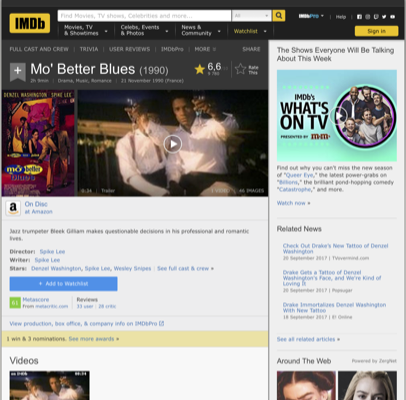 IMDb
Find Movies, TV shows, Celebrities and more...
All
IMDbPro
Help
Movies, TV
& Showtimes
Celebs, Events
& Photos
News &
Community
Watchlist
Sign in
FULL CAST AND CREW | TRIVIA | USER REVIEWS | IMDbPro | MORE
SHARE
Mo' Better Blues (1990)
6,6
Rate
This
2h 9min | Drama, Music, Romance | 21 November 1990 (France)
DENZEL WASHINGTON SPIKE LEE
mo' better
blues
Trailer
IMAGES
On Disc
at Amazon
Jazz trumpeter Bleek Gilliam makes questionable decisions in his professional and romantic
lives.
Director: Spike Lee
Writer: Spike Lee
Stars: Denzel Washington, Spike Lee, Wesley Snipes | See full cast & crew »
+ Add to Watchlist
Metascore
From metacritic.com
Reviews
View production, box office, & company info on IMDbPro
1 win & 3 nominations. See more awards »
Videos
The Shows Everyone Will Be Talking
About This Week
IMDb's
WHAT'S
ON TV
PRESENTED BY
Find out why you can't miss the new season
of "Queer Eye," the latest power-grabs on
"Billions," the brilliant pond-hopping comedy
"Catastrophe," and more.
Watch now »
Related News
Check Out Drake's New Tattoo of Denzel
Washington
20 September 2017 | TVovermind.com
Drake Gets a Tattoo of Denzel
Washington's Face, and We're Kind of
Loving It
20 September 2017 | Popsugar
Drake Immortalizes Denzel Washington
With New Tattoo
18 September 2017 | E! Online
See all related articles »
Around The Web
Powered by ZergNet